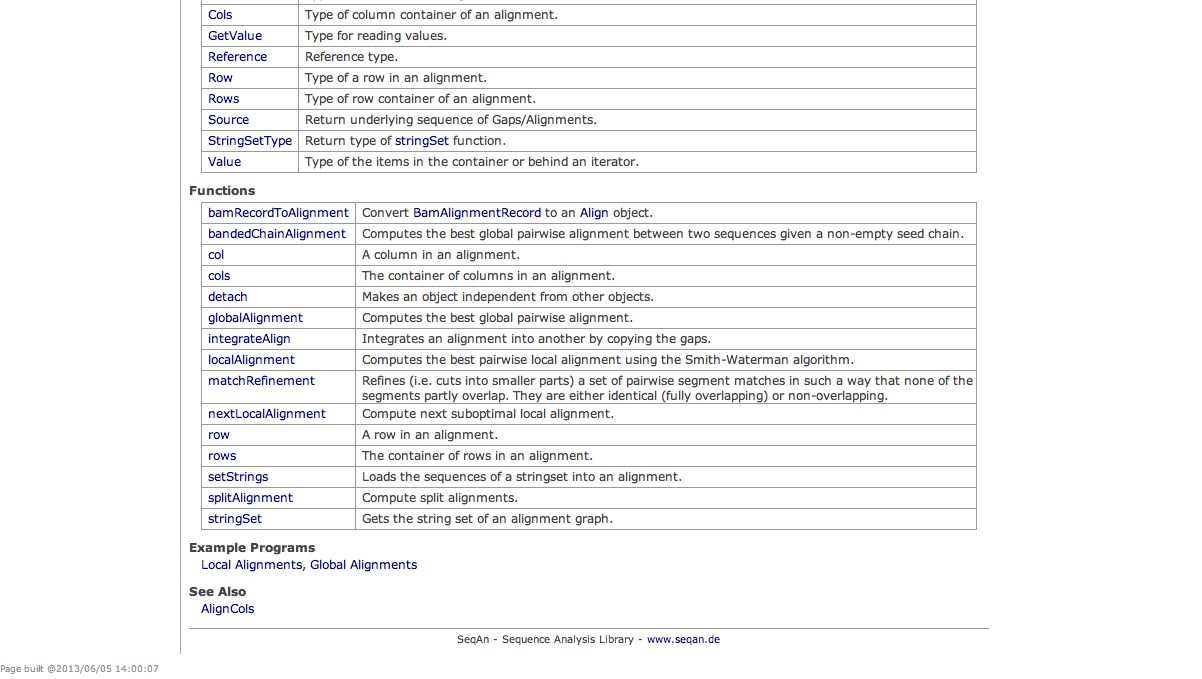 Cols Type of column container of an alignment.
GetValue Type for reading values.
Reference Reference type.
Row Type of a row in an alignment.
Rows Type of row container of an alignment.
Source Return underlying sequence of Gaps/Alignments.
StringSetType Return type of stringSet function.
Value Type of the items in the container or behind an iterator.
Functions
bamRecordToAlignment Convert BamAlignmentRecord to an Align object.
bandedChainAlignment Computes the best global pairwise alignment between two sequences given a non-empty seed chain.
col A column in an alignment.
cols The container of columns in an alignment.
detach Makes an object independent from other objects.
globalAlignment Computes the best global pairwise alignment.
integrateAlign Integrates an alignment into another by copying the gaps.
localAlignment Computes the best pairwise local alignment using the Smith-Waterman algorithm.
matchRefinement Refines (i.e. cuts into smaller parts) a set of pairwise segment matches in such a way that none of the
segments partly overlap. They are either identical (fully overlapping) or non-overlapping.
nextLocalAlignment Compute next suboptimal local alignment.
row A row in an alignment.
rows The container of rows in an alignment.
setStrings Loads the sequences of a stringset into an alignment.
splitAlignment Compute split alignments.
stringSet Gets the string set of an alignment graph.
Example Programs
Local Alignments, Global Alignments
See Also
AlignCols
SeqAn - Sequence Analysis Library - www.seqan.de
Page built @2013/06/05 14:00:07